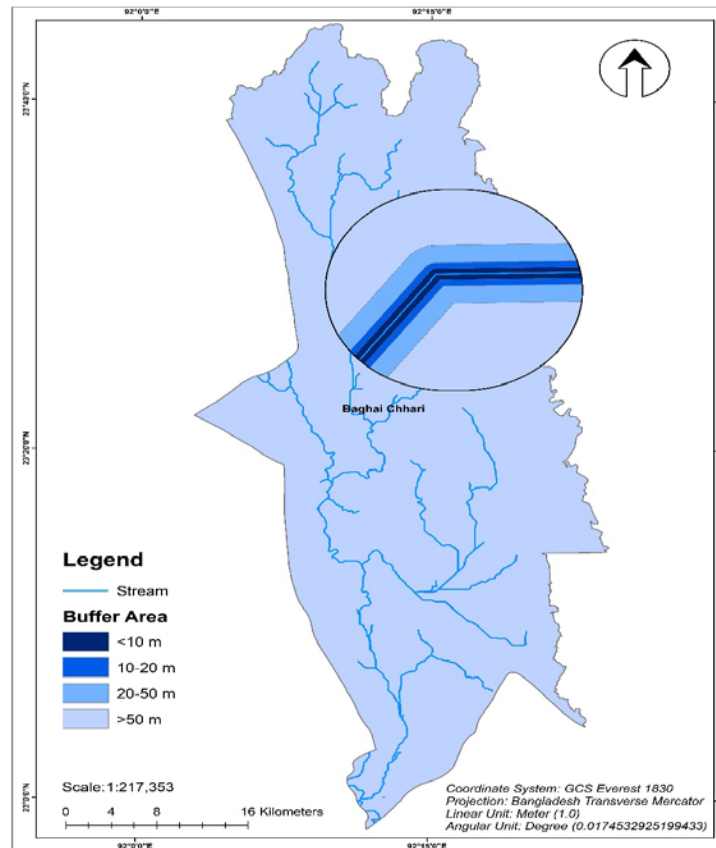 92°0'0"E
92°15'0"E
23°40'N
Baghai Chhari
23°20'0"N
Legend
Stream
Buffer Area
<10 m
10-20 m
20-50 m
>50 m
Scale:1:217,353
0 4 8 16 Kilometers
23°0'0"N
Coordinate System: GCS Everest 1830
Projection: Bangladesh Transverse Mercator
Linear Unit: Meter (1.0)
Angular Unit: Degree (0.0174532925199433)
92°0'0"E
92°15'0"E